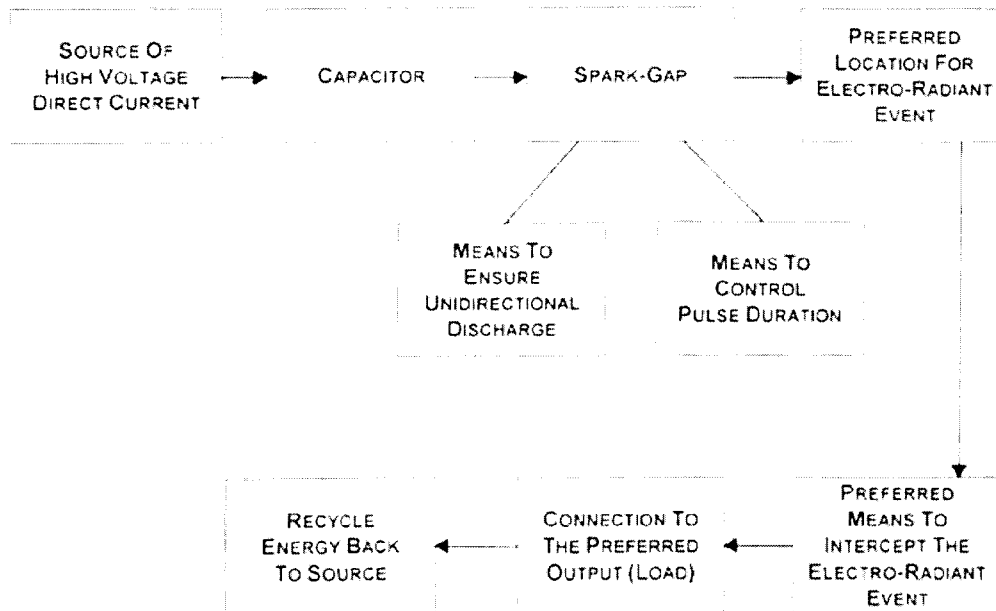 SOURCE OF
HIGH VOLTAGE
DIRECT CURRENT
CAPACITOR
SPARK-GAP
PREFERRED
LOCATION FOR
ELECTRO-RADIANT
EVENT
MEANS TO
ENSURE
UNIDIRECTIONAL
DISCHARGE
MEANS TO
CONTROL
PULSE DURATION
RECYCLE
ENERGY BACK
TO SOURCE
CONNECTION TO
THE PREFERRED
OUTPUT (LOAD)
PREFERRED
MEANS TO
INTERCEPT THE
ELECTRO-RADIANT
EVENT